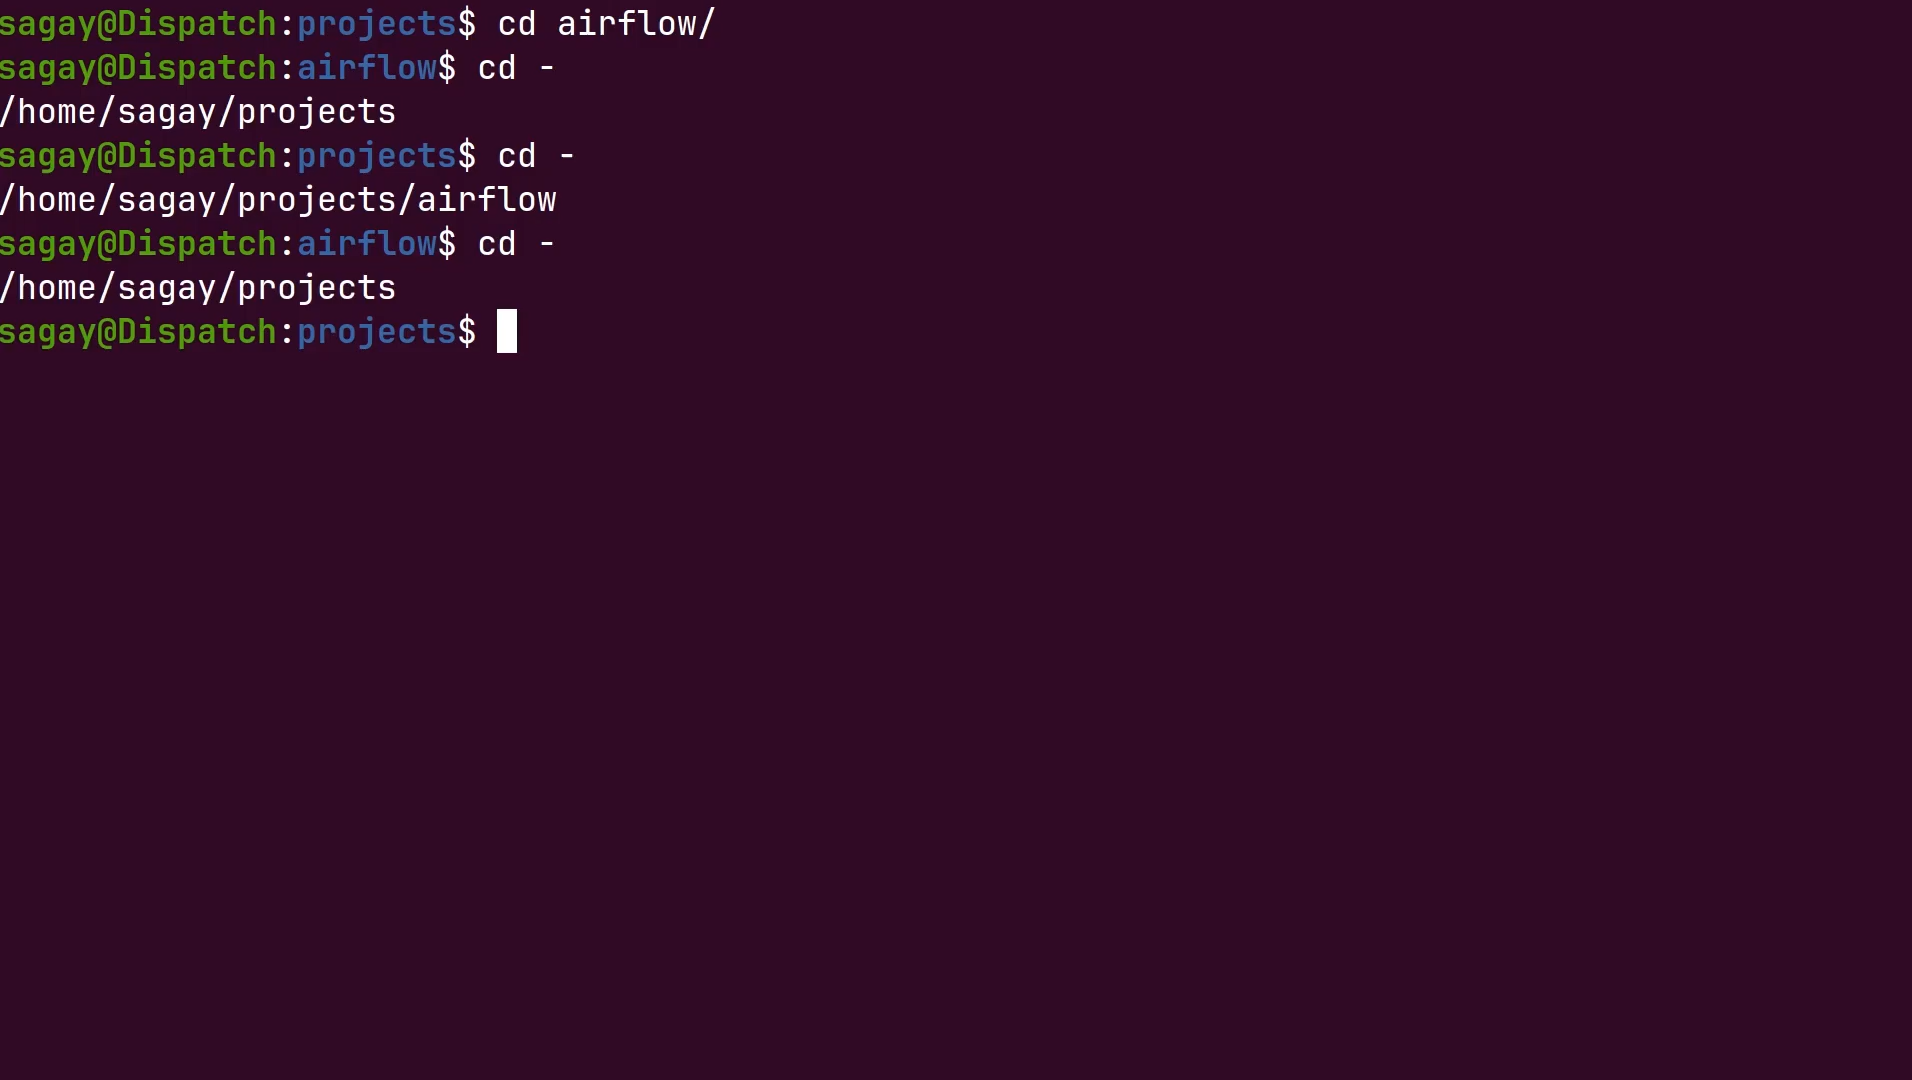 sagay@Dispatch:projects$ cd airflow/
sagay@Dispatch:airflow$ cd -
/home/sagay/projects
sagay@Dispatch:projects$ cd -
/home/sagay/projects/airflow
sagay@Dispatch:airflow$ cd -
/home/sagay/projects
sagay@Dispatch:projects$